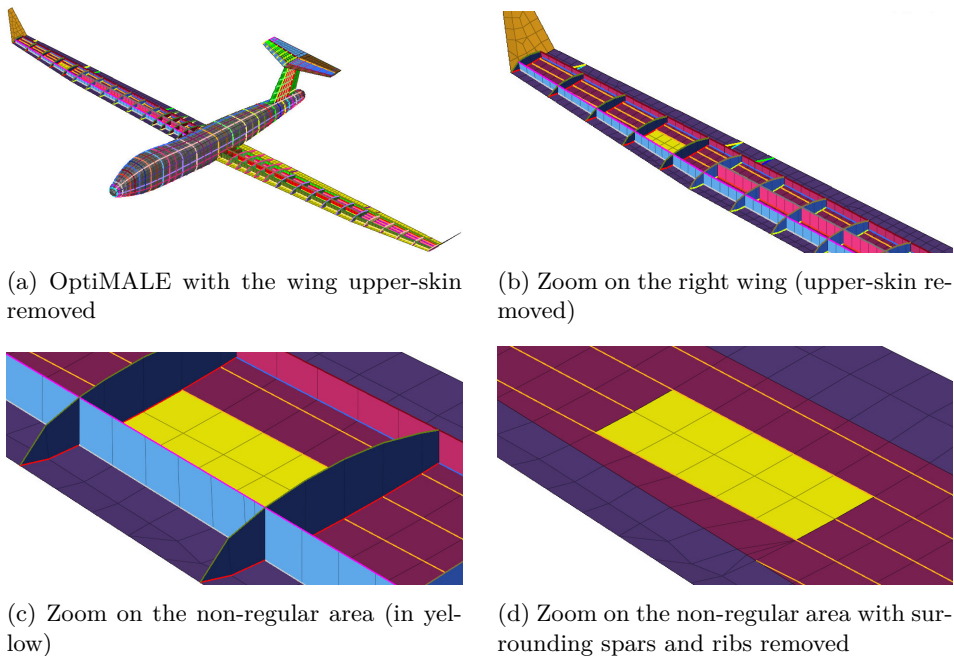 (a) OptiMALE with the wing upper-skin
removed
(b) Zoom on the right wing (upper-skin re-
moved)
(c) Zoom on the non-regular area (in yel-
low)
(d) Zoom on the non-regular area with sur-
rounding spars and ribs removed